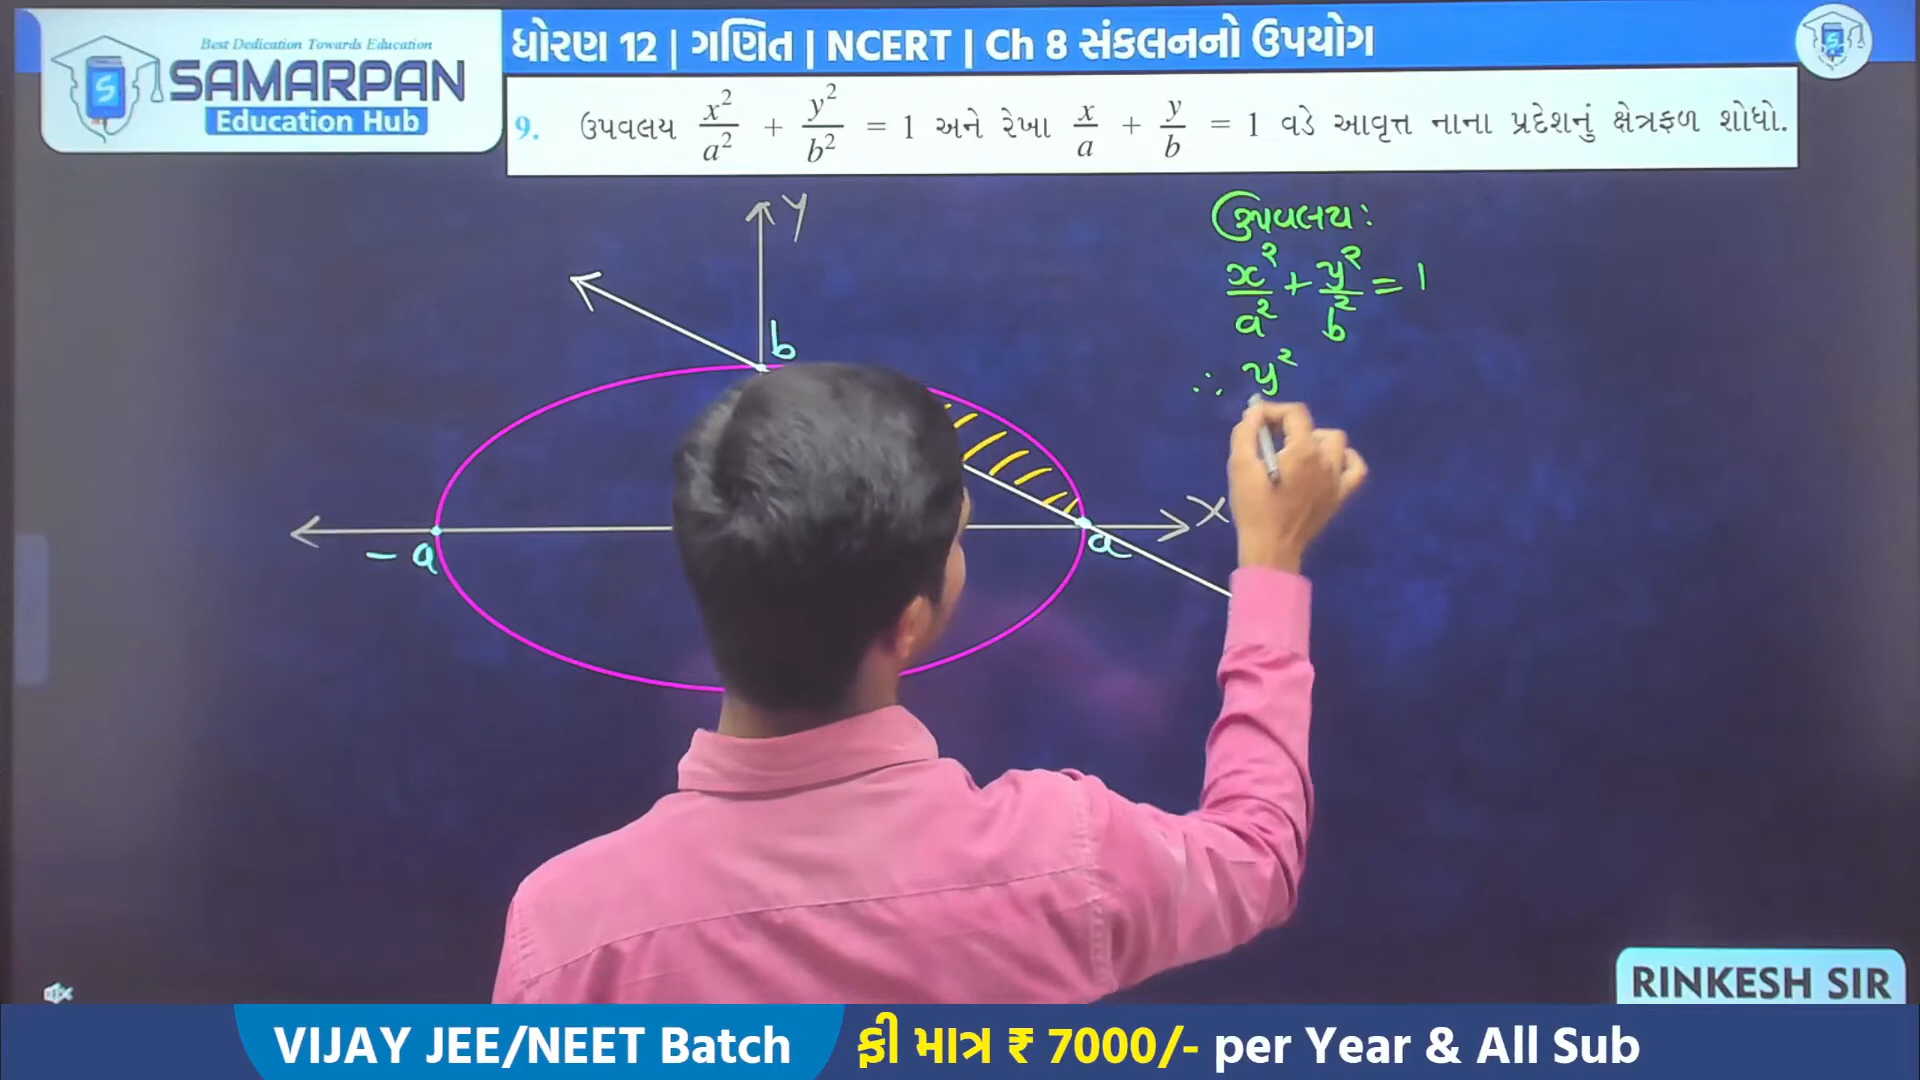 Best Dedication Towards Education
SAMARPAN
Education Hub
ધોરણ 12 | ગણિત | NCERT | Ch 8 સંકલનનો ઉપયોગ
9. ઉપવલય x²/a² + y²/b² = 1 અને રેખા x/a + y/b = 1 વડે આવૃત્ત નાના પ્રદેશનું ક્ષેત્રફળ શોધો.
Y
b
-a
a
X
ઉપવલય :
x²/a² + y²/b² = 1
∴ y²
RINKESH SIR
VIJAY JEE/NEET Batch
ફી માત્ર ₹ 7000/- per Year & All Sub